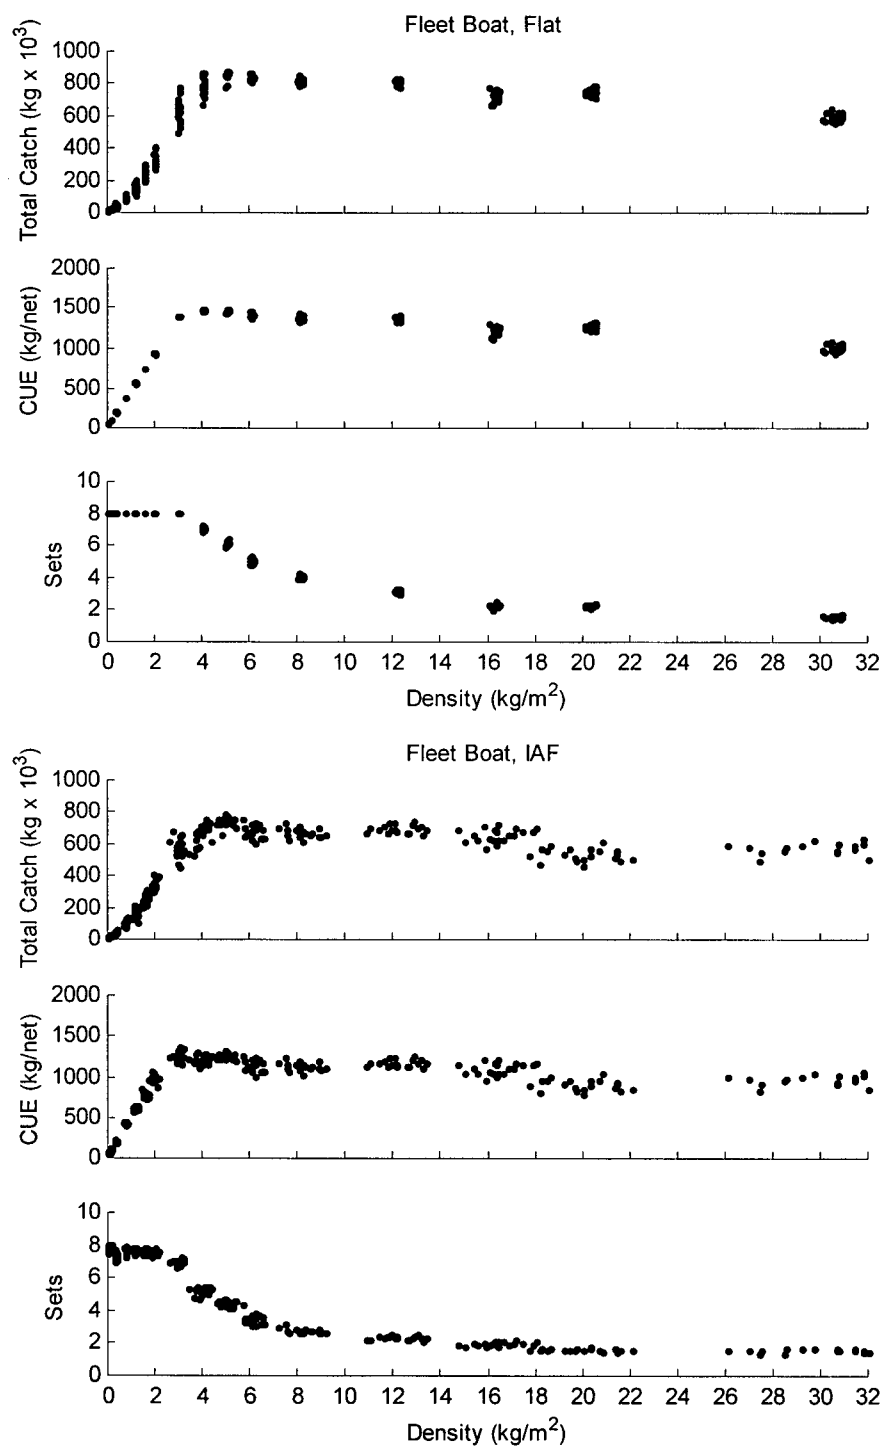 Fleet Boat, Flat
Total Catch (kg x 10³)
1000
800
600
400
200
0
CUE (kg/net)
2000
1500
1000
500
0
Sets
10
8
6
4
2
0
0 2 4 6 8 10 12 14 16 18 20 22 24 26 28 30 32
Density (kg/m²)
Fleet Boat, IAF
Total Catch (kg x 10³)
1000
800
600
400
200
0
CUE (kg/net)
2000
1500
1000
500
0
Sets
10
8
6
4
2
0
0 2 4 6 8 10 12 14 16 18 20 22 24 26 28 30 32
Density (kg/m²)